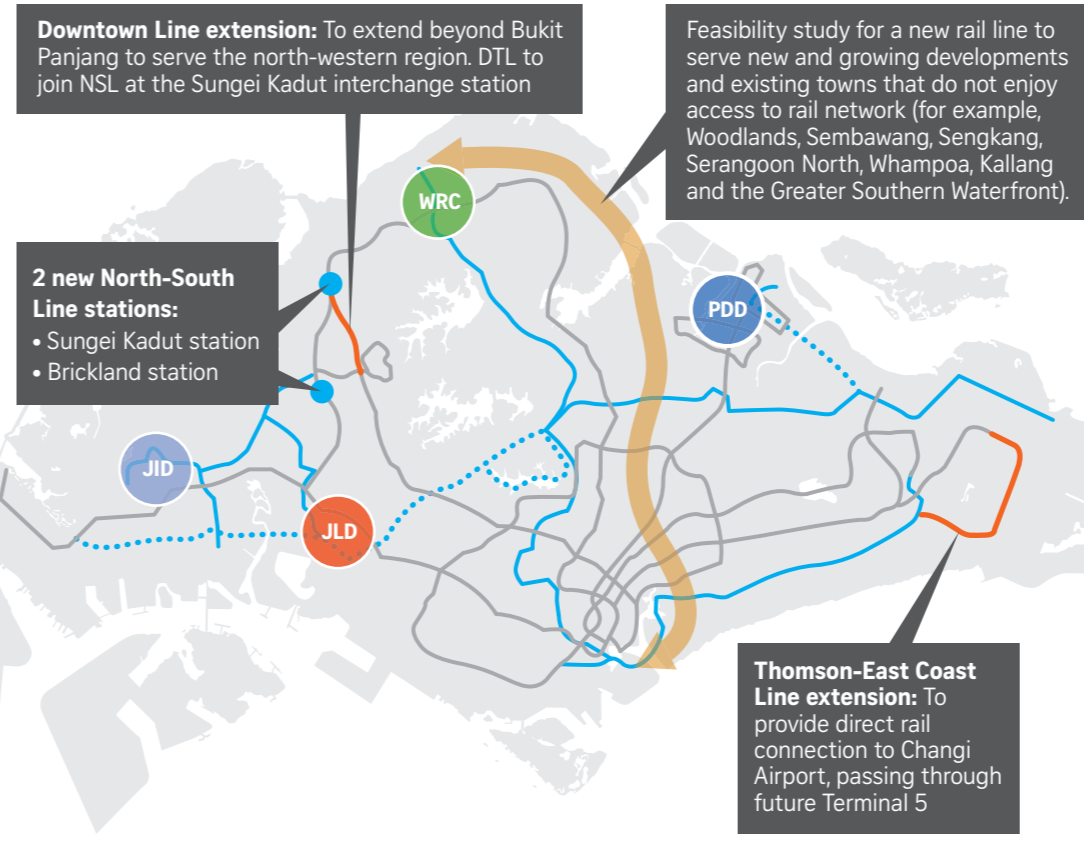 Downtown Line extension: To extend beyond Bukit
Panjang to serve the north-western region. DTL to
join NSL at the Sungei Kadut interchange station
Feasibility study for a new rail line to
serve new and growing developments
and existing towns that do not enjoy
access to rail network (for example,
Woodlands, Sembawang, Sengkang,
Serangoon North, Whampoa, Kallang
and the Greater Southern Waterfront).
WRC
2 new North-South
Line stations:
• Sungei Kadut station
• Brickland station
PDD
JID
JLD
Thomson-East Coast
Line extension: To
provide direct rail
connection to Changi
Airport, passing through
future Terminal 5